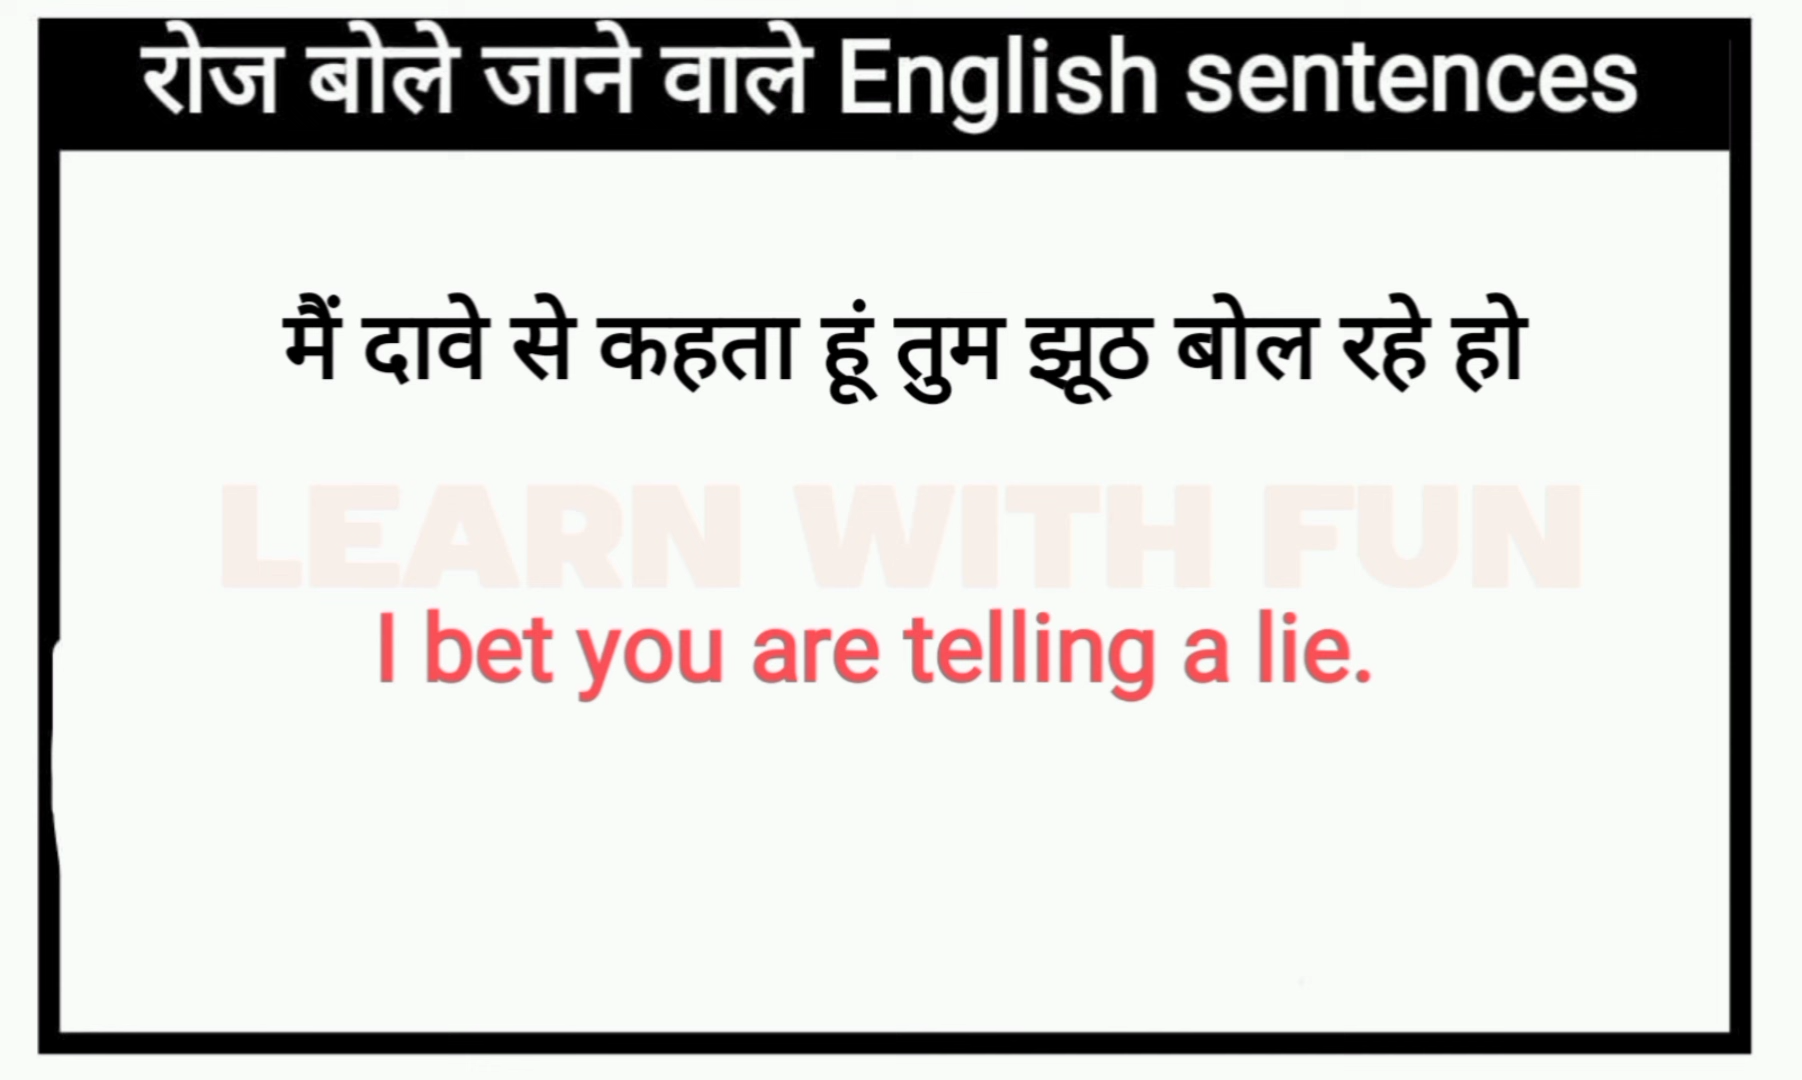 रोज बोले जाने वाले English sentences
मैं दावे से कहता हूं तुम झूठ बोल रहे हो
LEARN WITH FUN
I bet you are telling a lie.